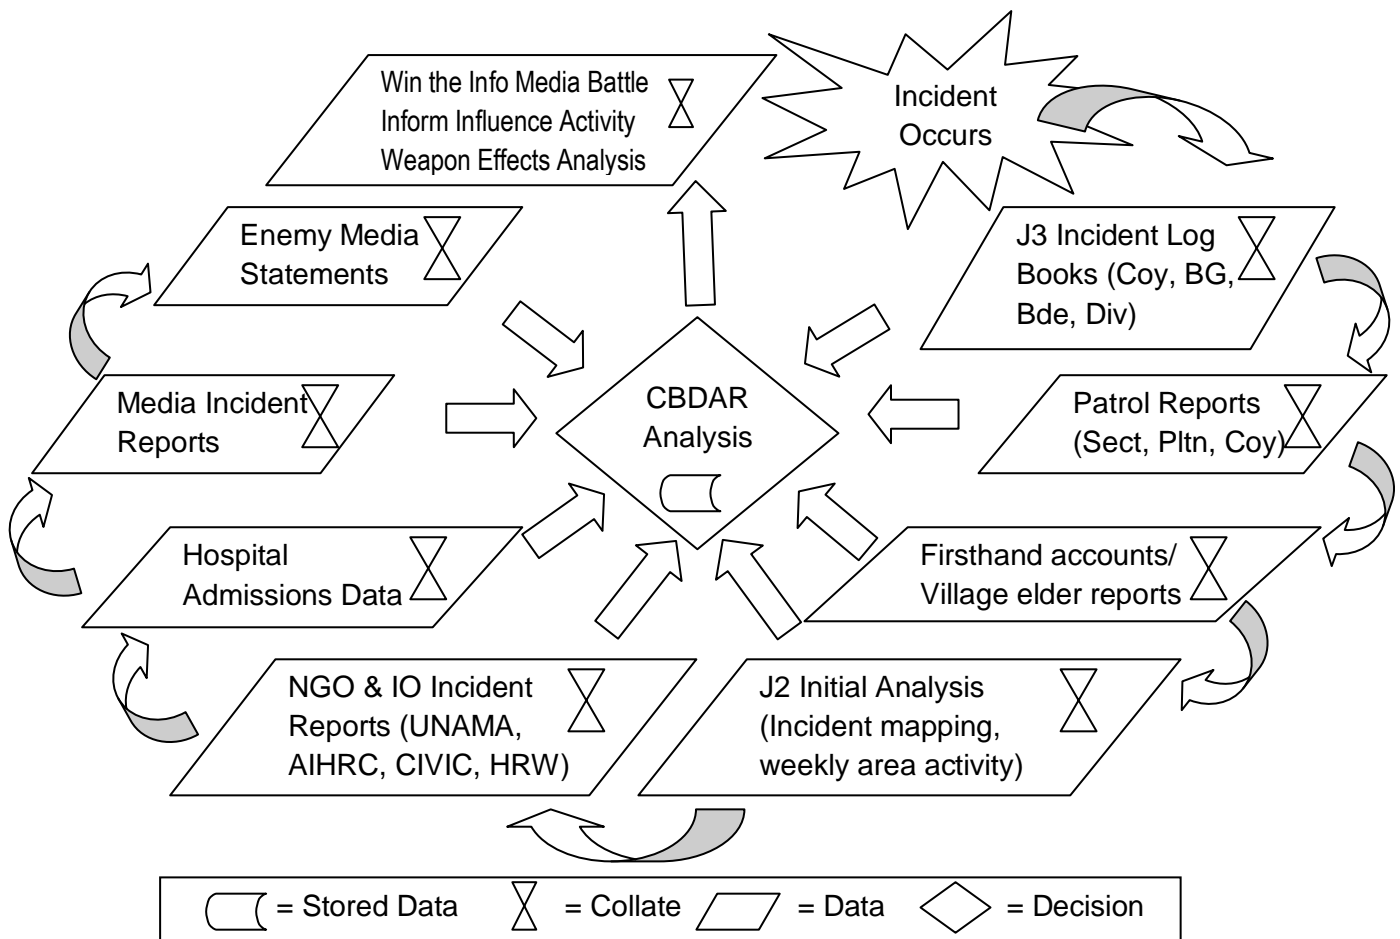 Win the Info Media Battle
Inform Influence Activity
Weapon Effects Analysis
Incident
Occurs
Enemy Media
Statements
J3 Incident Log
Books (Coy, BG,
Bde, Div)
Media Incident
Reports
CBDAR
Analysis
Patrol Reports
(Sect, Pltn, Coy)
Hospital
Admissions Data
Firsthand accounts/
Village elder reports
NGO & IO Incident
Reports (UNAMA,
AIHRC, CIVIC, HRW)
J2 Initial Analysis
(Incident mapping,
weekly area activity)
= Stored Data = Collate = Data = Decision